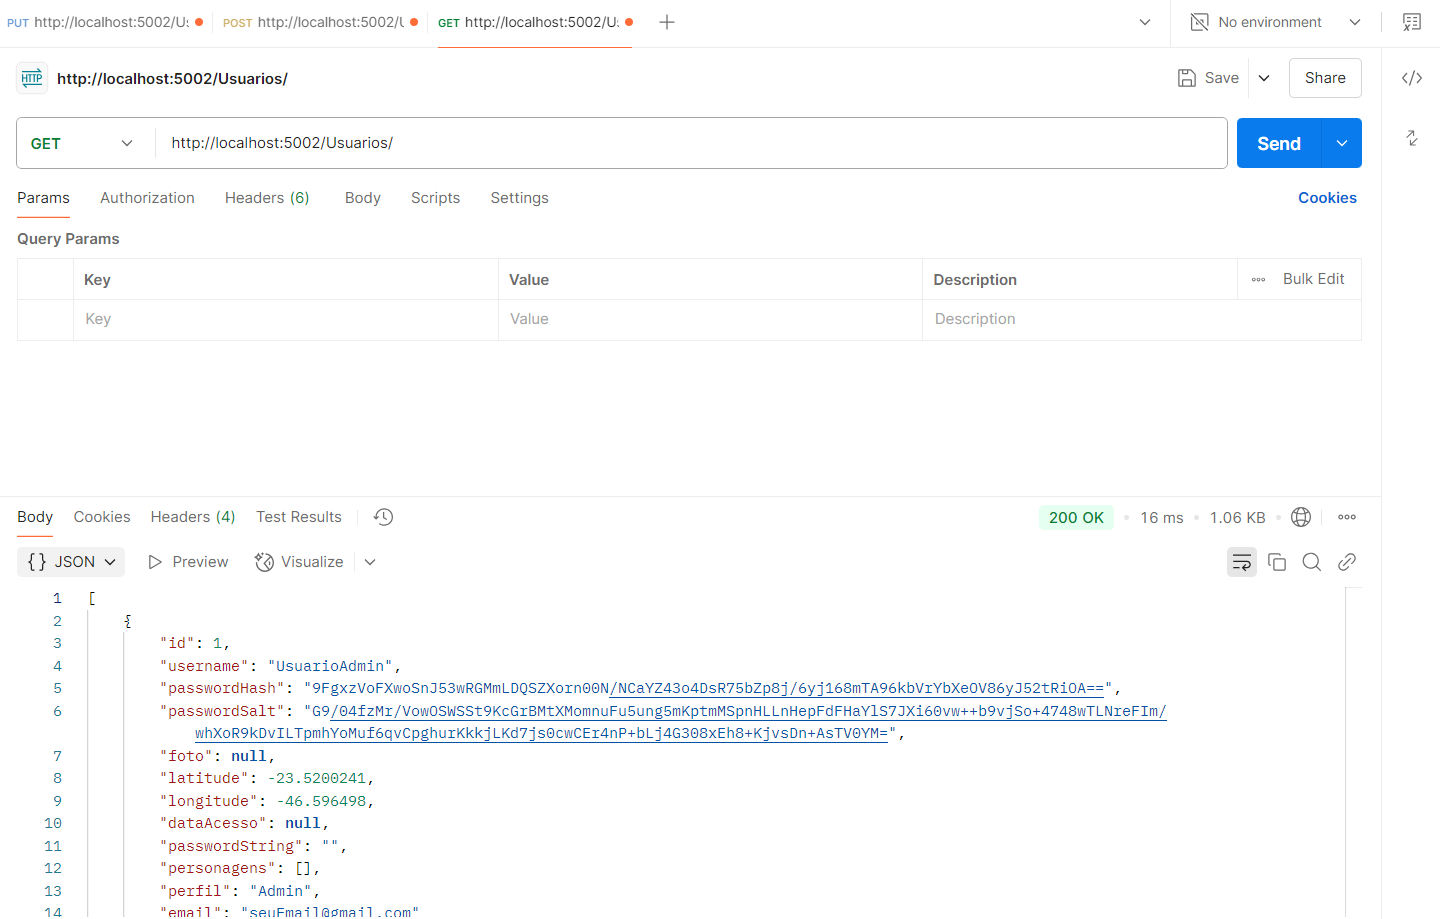 PUT http://localhost:5002/Us
POST http://localhost:5002/U
GET http://localhost:5002/Us
No environment
HTTP http://localhost:5002/Usuarios/
Save
Share
GET http://localhost:5002/Usuarios/
Send
Params Authorization Headers (6) Body Scripts Settings
Cookies
Query Params
Key Value Description Bulk Edit
Key Value Description
Body Cookies Headers (4) Test Results
200 OK 16 ms 1.06 KB
{} JSON Preview Visualize
1 [
2 {
3 "id": 1,
4 "username": "UsuarioAdmin",
5 "passwordHash": "9FgxzVoFXwoSnJ53wRGMmLDQSZXorn00N/NCaYZ43o4DsR75bZp8j/6yj168mTA96kbVrYbXeOV86yJ52tRiOA==",
6 "passwordSalt": "G9/04fzMr/VowOSWSSt9KcGrBMtXMomnuFu5ung5mKptmMSpnHLLnHepFdFHaYlS7JXi60vw++b9vjSo+4748wTLNreFIm/
whXoR9kDvILTpmhYoMuf6qvCpghurKkkjLKd7js0cwCEr4nP+bLj4G308xEh8+KjvsDn+AsTV0YM=",
7 "foto": null,
8 "latitude": -23.5200241,
9 "longitude": -46.596498,
10 "dataAcesso": null,
11 "passwordString": "",
12 "personagens": [],
13 "perfil": "Admin",
14 "email": "seuEmail@gmail.com"